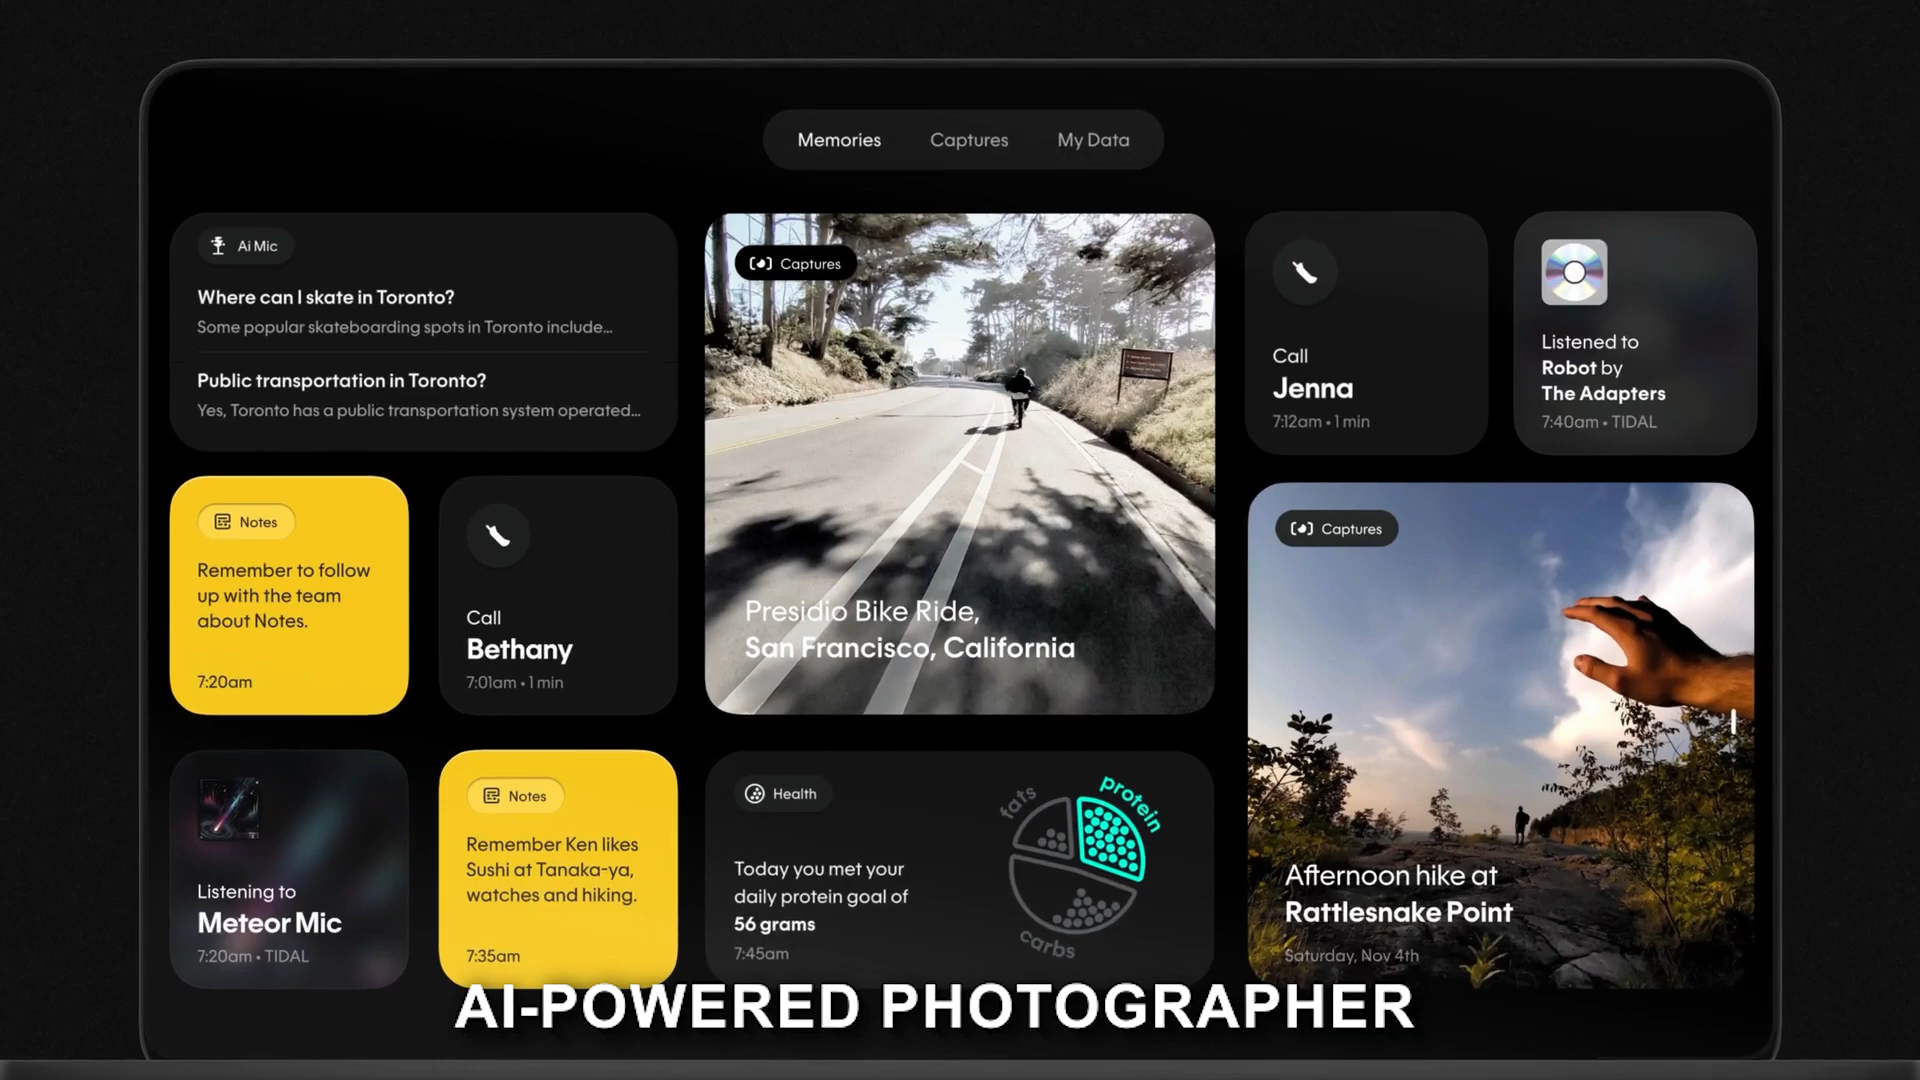 Memories Captures My Data
Ai Mic
Where can I skate in Toronto?
Some popular skateboarding spots in Toronto include...
Public transportation in Toronto?
Yes, Toronto has a public transportation system operated...
Notes
Remember to follow
up with the team
about Notes.
7:20am
Call
Bethany
7:01am • 1 min
Listening to
Meteor Mic
7:20am • TIDAL
Notes
Remember Ken likes
Sushi at Tanaka-ya,
watches and hiking.
7:35am
Captures
Presidio Bike Ride,
San Francisco, California
Health
Today you met your
daily protein goal of
56 grams
7:45am
fats
protein
carbs
Call
Jenna
7:12am • 1 min
Listened to
Robot by
The Adapters
7:40am • TIDAL
Captures
Afternoon hike at
Rattlesnake Point
Saturday, Nov 4th
AI-POWERED PHOTOGRAPHER